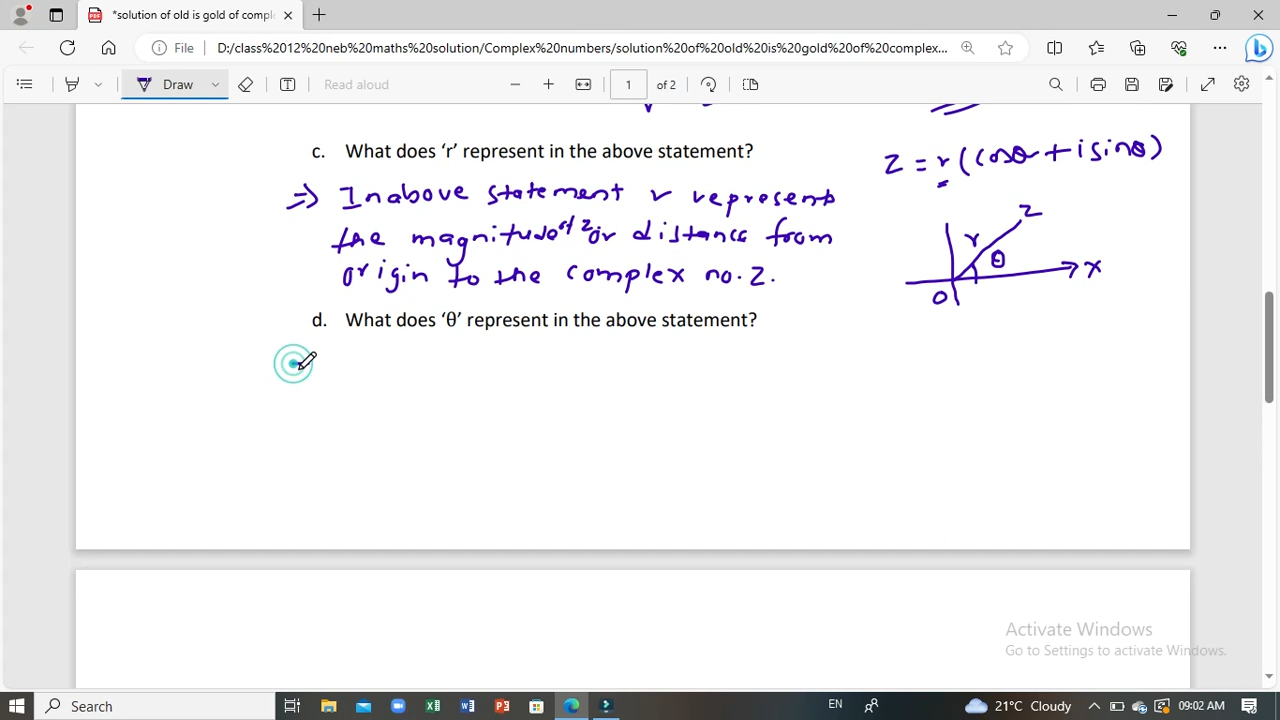 *solution of old is gold of compl
File
D:/class%2012%20neb%20maths%20solution/Complex%20numbers/solution%20of%20old%20is%20gold%20of%20complex...
Draw
Read aloud
1
of 2
c. What does ‘r’ represent in the above statement?
z = r(cosθ + i sinθ)
=> In above statement r represent
the magnitude of z or distance from
origin to the complex no. z.
z
r
θ
x
O
d. What does ‘θ’ represent in the above statement?
Activate Windows
Go to Settings to activate Windows.
Search
EN
21°C Cloudy
09:02 AM